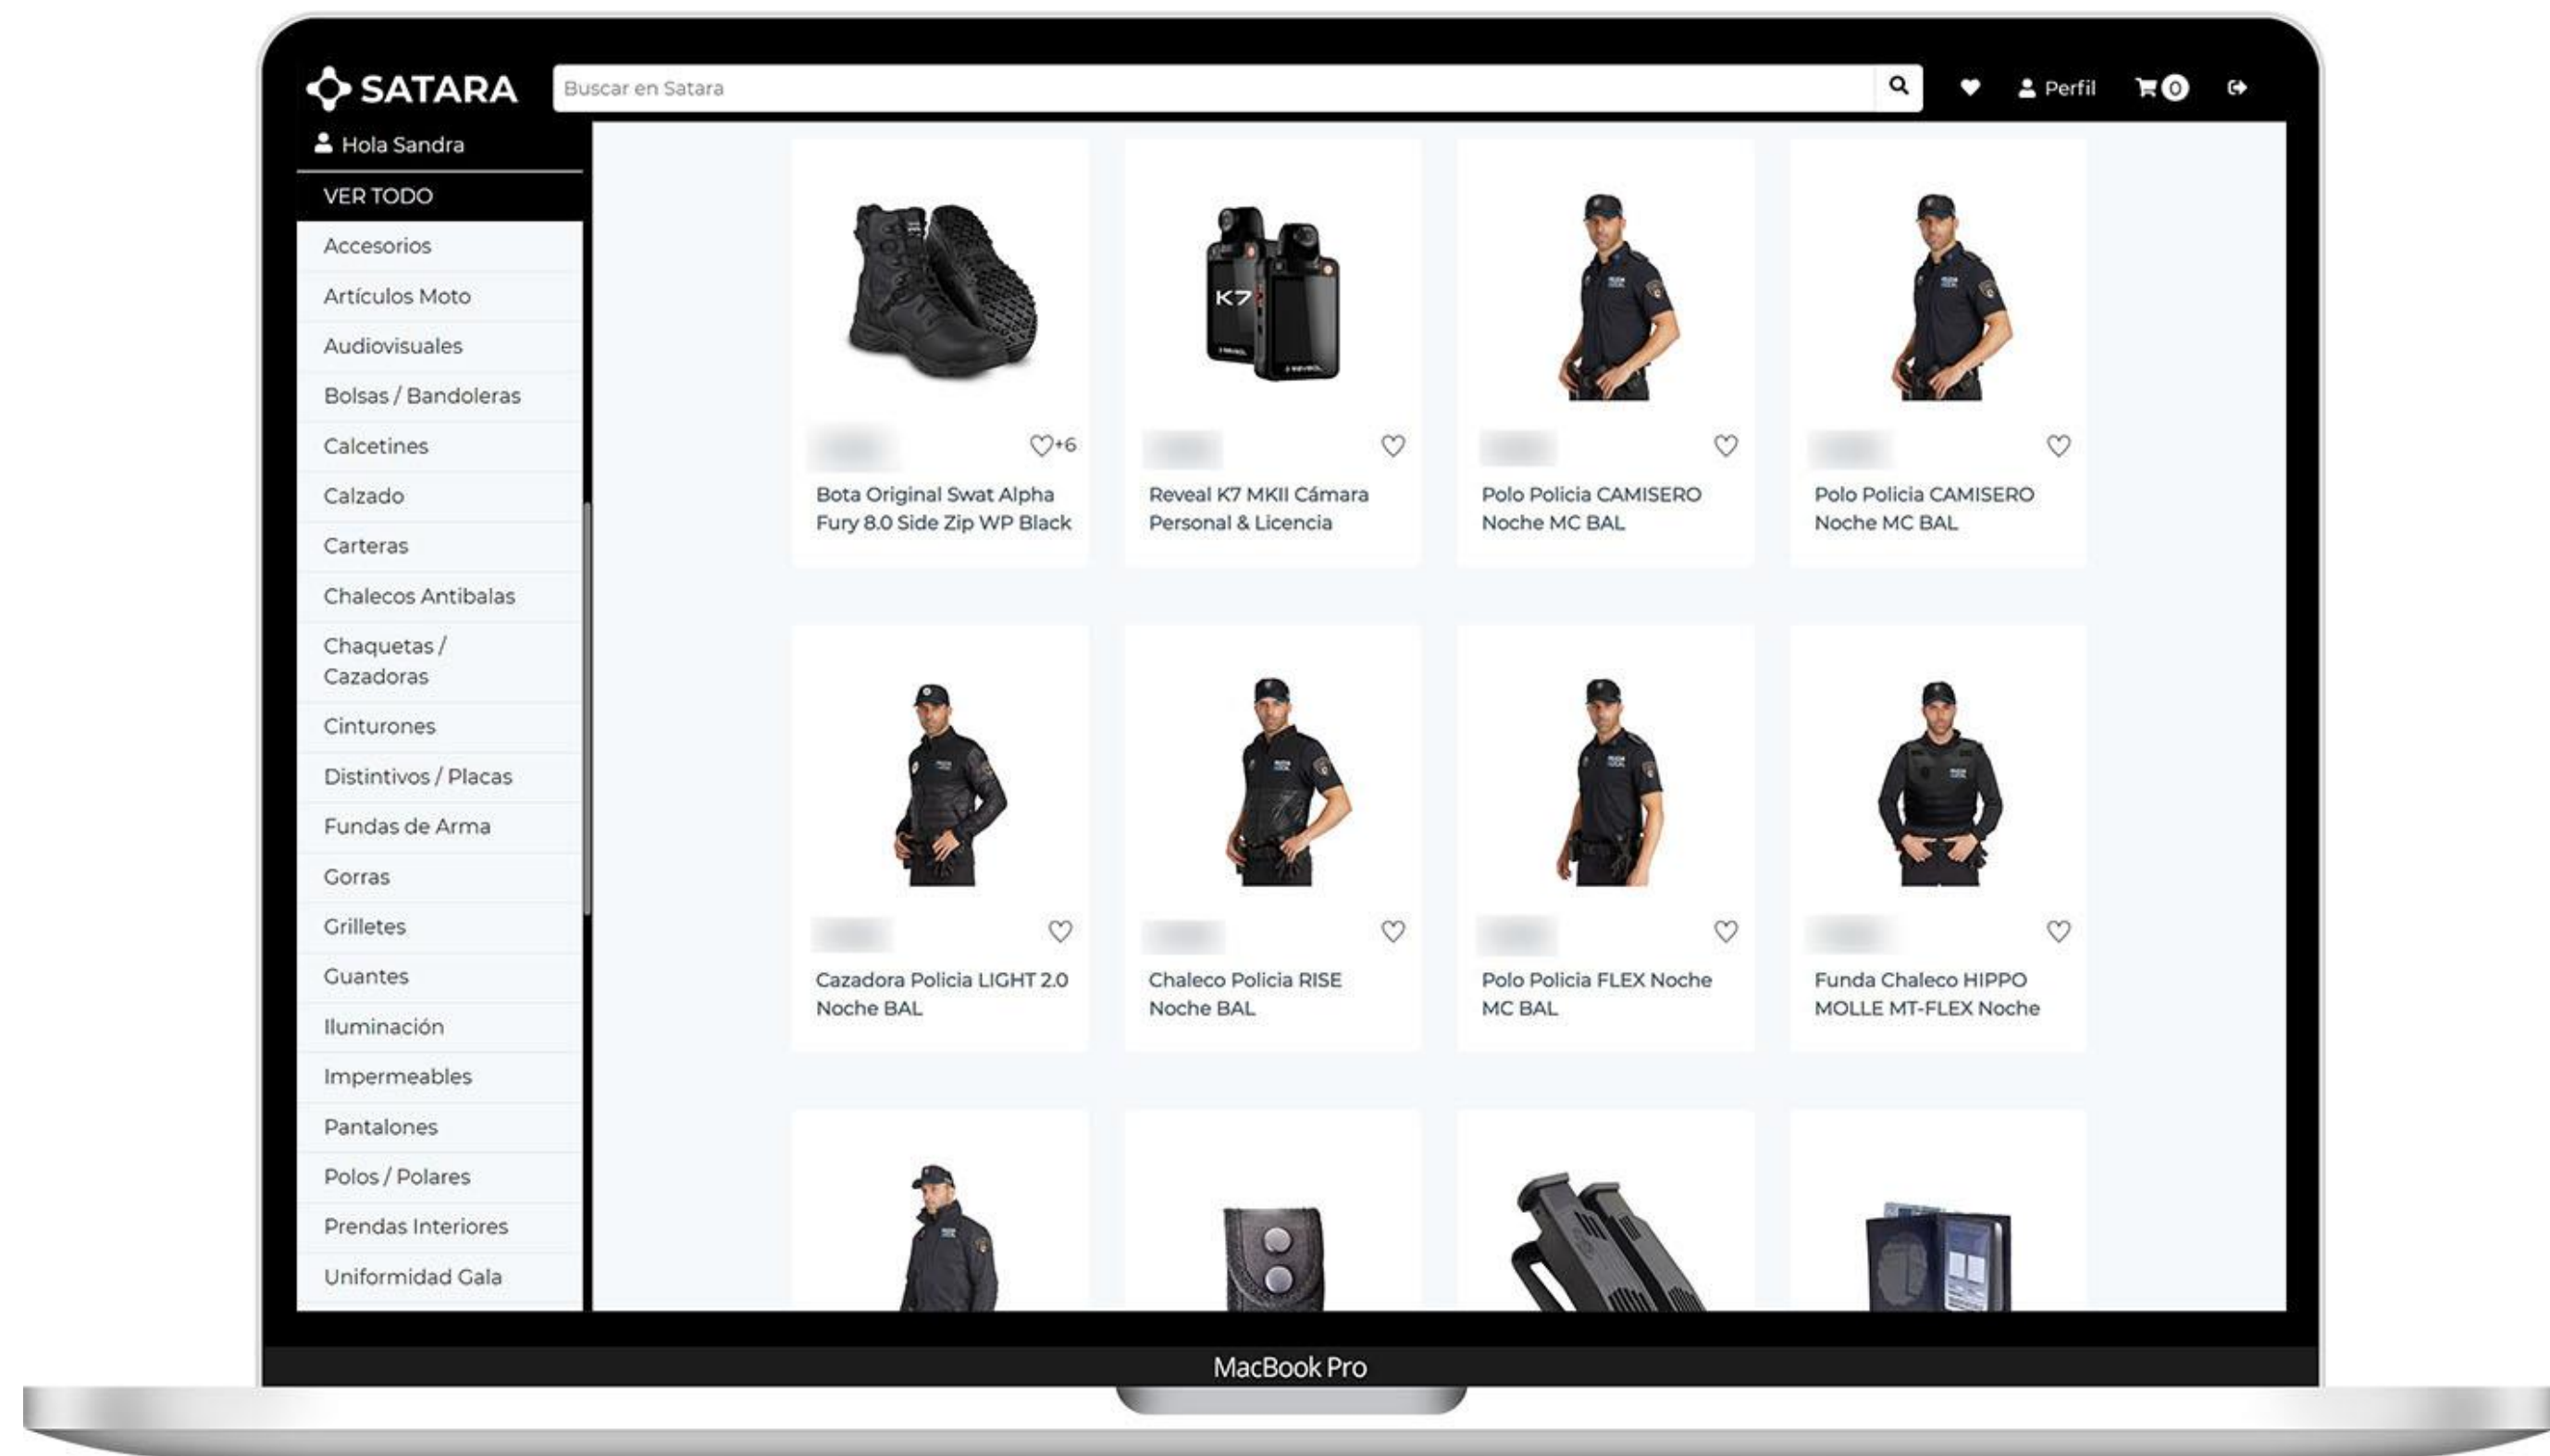 SATARA
Buscar en Satara
Perfil
0
Hola Sandra
VER TODO
Accesorios
Artículos Moto
Audiovisuales
Bolsas / Bandoleras
Calcetines
Calzado
Carteras
Chalecos Antibalas
Chaquetas /
Cazadoras
Cinturones
Distintivos / Placas
Fundas de Arma
Gorras
Grilletes
Guantes
Iluminación
Impermeables
Pantalones
Polos / Polares
Prendas Interiores
Uniformidad Gala
K7
+6
Bota Original Swat Alpha
Fury 8.0 Side Zip WP Black
Reveal K7 MKII Cámara
Personal & Licencia
Polo Policia CAMISERO
Noche MC BAL
Polo Policia CAMISERO
Noche MC BAL
Cazadora Policia LIGHT 2.0
Noche BAL
Chaleco Policia RISE
Noche BAL
Polo Policia FLEX Noche
MC BAL
Funda Chaleco HIPPO
MOLLE MT-FLEX Noche
MacBook Pro